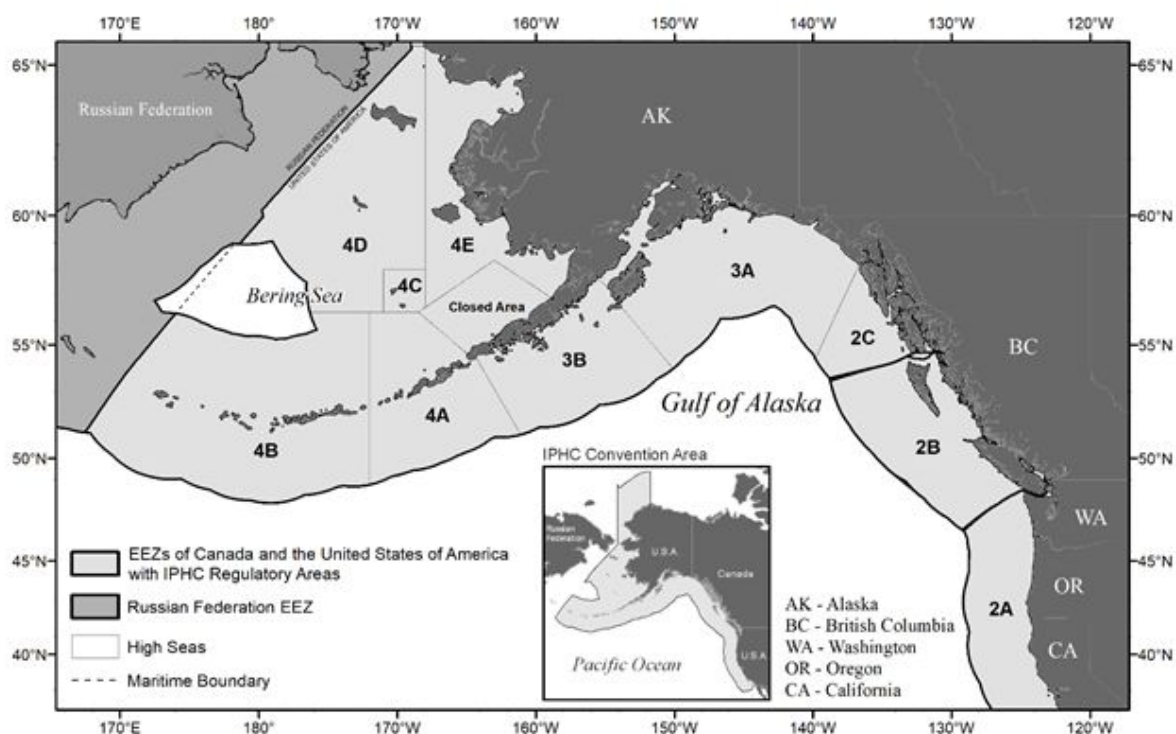 170°E 180° 170°W 160°W 150°W 140°W 130°W 120°W
65°N 65°N
Russian Federation
RUSSIAN FEDERATION
UNITED STATES OF AMERICA
AK
60°N 60°N
4D
4E
3A
4C
Bering Sea
Closed Area
2C
55°N 55°N
3B
BC
4A
Gulf of Alaska
4B
2B
50°N 50°N
IPHC Convention Area
WA
Russian
Federation
U.S.A
Canada
EEZs of Canada and the United States of America
with IPHC Regulatory Areas
45°N 45°N
Russian Federation EEZ
OR
2A
High Seas
U.S.A
Pacific Ocean
AK - Alaska
BC - British Columbia
WA - Washington
OR - Oregon
CA - California
CA
40°N 40°N
Maritime Boundary
170°E 180° 170°W 160°W 150°W 140°W 130°W 120°W